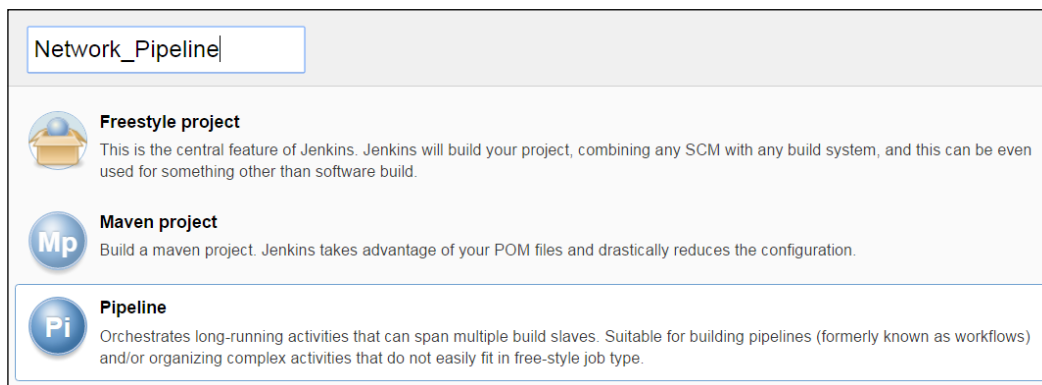 Network_Pipeline
Freestyle project
This is the central feature of Jenkins. Jenkins will build your project, combining any SCM with any build system, and this can be even
used for something other than software build.
Mp
Maven project
Build a maven project. Jenkins takes advantage of your POM files and drastically reduces the configuration.
Pi
Pipeline
Orchestrates long-running activities that can span multiple build slaves. Suitable for building pipelines (formerly known as workflows)
and/or organizing complex activities that do not easily fit in free-style job type.